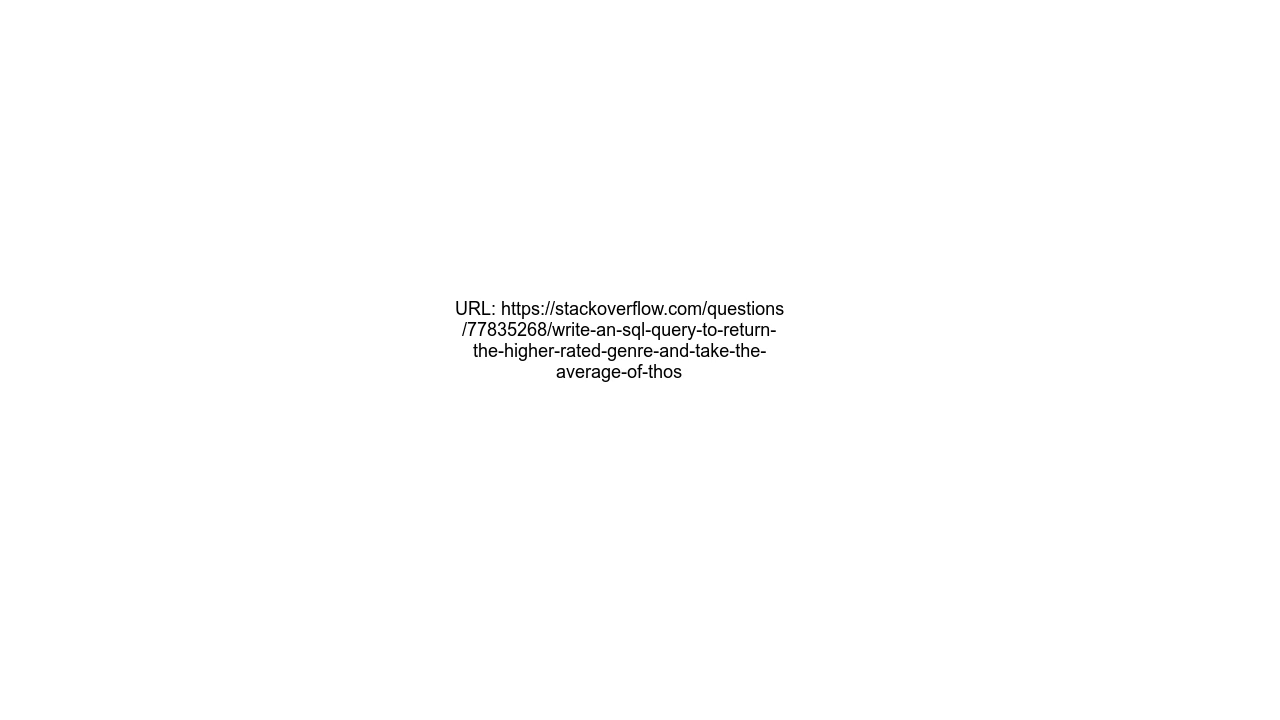 URL: https://stackoverflow.com/questions
/77835268/write-an-sql-query-to-return-
the-higher-rated-genre-and-take-the-
average-of-thos